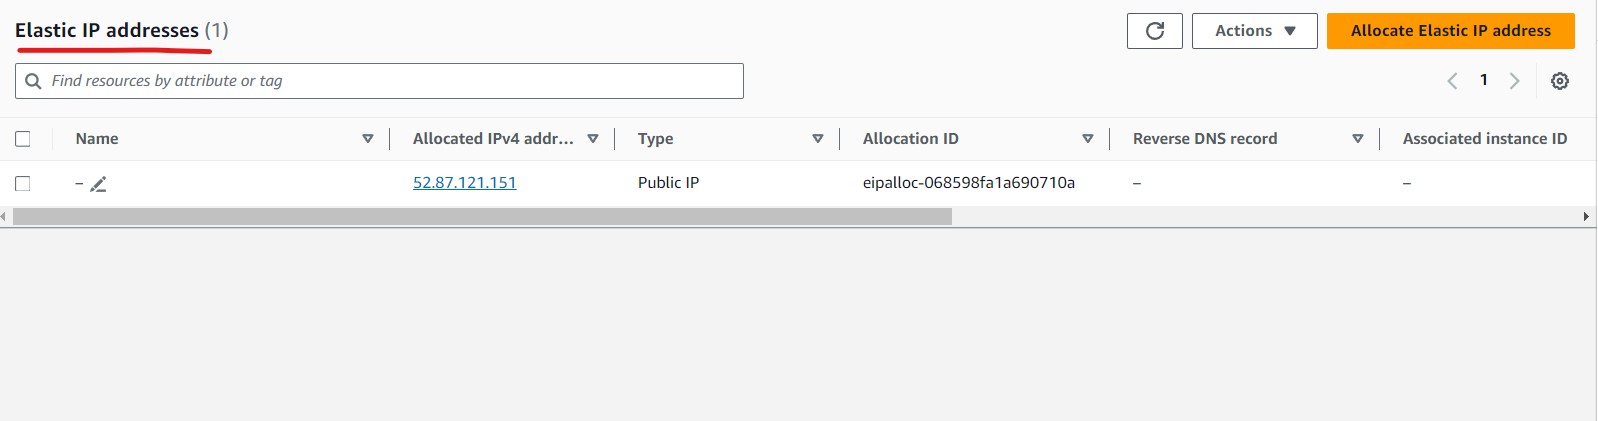 Elastic IP addresses (1)
Actions
Allocate Elastic IP address
Find resources by attribute or tag
1
Name Allocated IPv4 addr... Type Allocation ID Reverse DNS record Associated instance ID
– 52.87.121.151 Public IP eipalloc-068598fa1a690710a – –